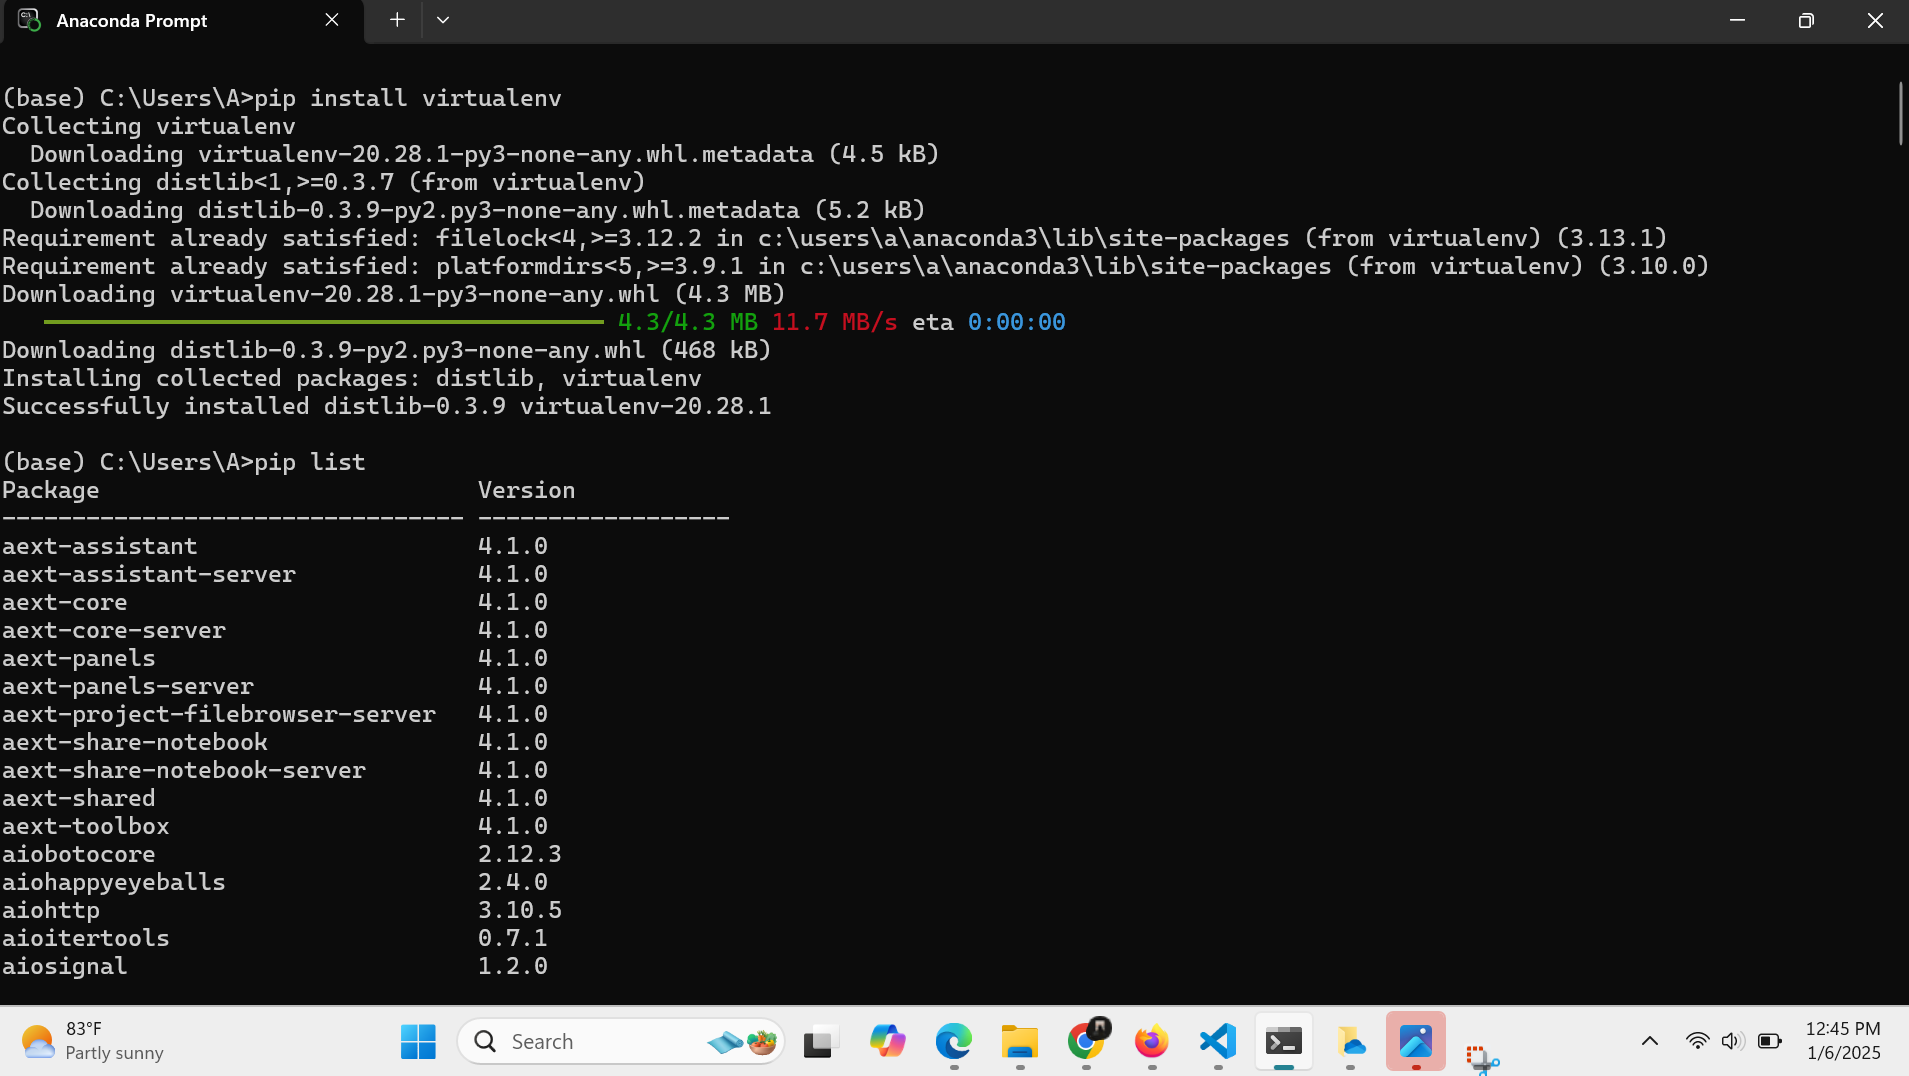 Anaconda Prompt
(base) C:\Users\A>pip install virtualenv
Collecting virtualenv
  Downloading virtualenv-20.28.1-py3-none-any.whl.metadata (4.5 kB)
Collecting distlib<1,>=0.3.7 (from virtualenv)
  Downloading distlib-0.3.9-py2.py3-none-any.whl.metadata (5.2 kB)
Requirement already satisfied: filelock<4,>=3.12.2 in c:\users\a\anaconda3\lib\site-packages (from virtualenv) (3.13.1)
Requirement already satisfied: platformdirs<5,>=3.9.1 in c:\users\a\anaconda3\lib\site-packages (from virtualenv) (3.10.0)
Downloading virtualenv-20.28.1-py3-none-any.whl (4.3 MB)
4.3/4.3 MB 11.7 MB/s eta 0:00:00
Downloading distlib-0.3.9-py2.py3-none-any.whl (468 kB)
Installing collected packages: distlib, virtualenv
Successfully installed distlib-0.3.9 virtualenv-20.28.1
(base) C:\Users\A>pip list
Package Version
--------------------------------- ------------------
aext-assistant 4.1.0
aext-assistant-server 4.1.0
aext-core 4.1.0
aext-core-server 4.1.0
aext-panels 4.1.0
aext-panels-server 4.1.0
aext-project-filebrowser-server 4.1.0
aext-share-notebook 4.1.0
aext-share-notebook-server 4.1.0
aext-shared 4.1.0
aext-toolbox 4.1.0
aiobotocore 2.12.3
aiohappyeyeballs 2.4.0
aiohttp 3.10.5
aioitertools 0.7.1
aiosignal 1.2.0
83°F
Partly sunny
Search
12:45 PM
1/6/2025